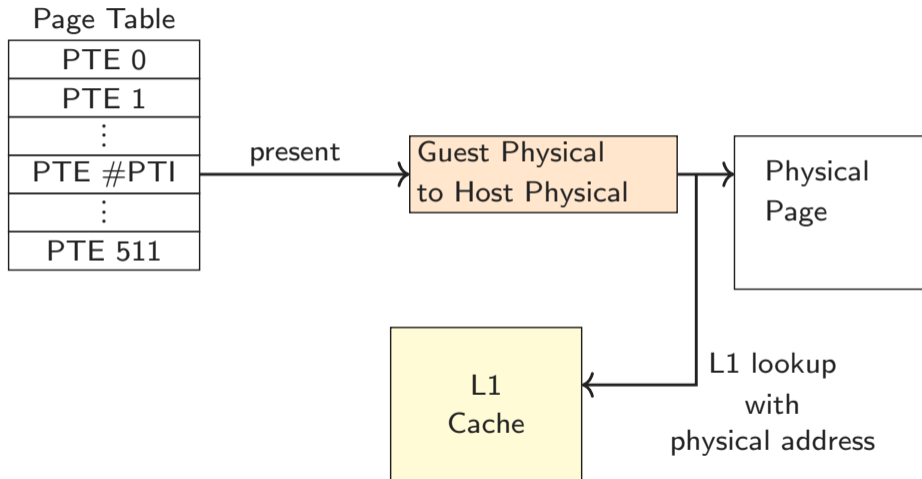 Page Table
PTE 0
PTE 1
⋮
PTE #PTI
⋮
PTE 511
present
Guest Physical
to Host Physical
Physical
Page
L1
Cache
L1 lookup
with
physical address